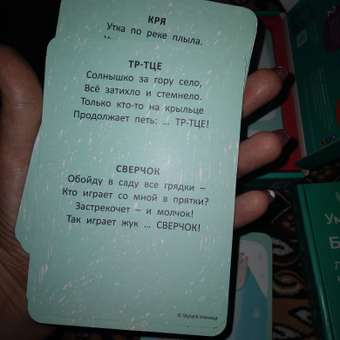 КРЯ
Утка по реке плыла.
ТР-ТЦЕ
Солнышко за гору село,
Всё затихло и стемнело.
Только кто-то на крыльце
Продолжает петь: ... ТР-ТЦЕ!
СВЕРЧОК
Обойду в саду все грядки –
Кто играет со мной в прятки?
Застрекочет – и молчок!
Так играет жук ... СВЕРЧОК!
Ум